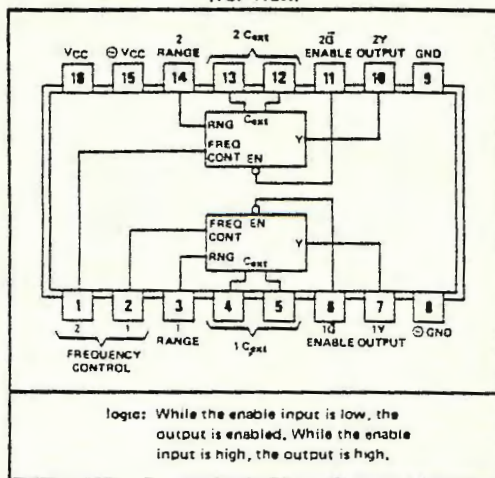 2 2G̅ 2Y
VCC ⊖ VCC RANGE 2 Cext ENABLE OUTPUT GND
16 15 14 13 12 11 10 9
RNG Cext Y
FREQ
CONT EN
FREQ EN
CONT Y
RNG Cext
1 2 3 4 5 6 7 8
2 1 1 1G̅ 1Y ⊖ GND
FREQUENCY RANGE 1 Cext ENABLE OUTPUT
CONTROL
logic: While the enable input is low, the
output is enabled. While the enable
input is high, the output is high.